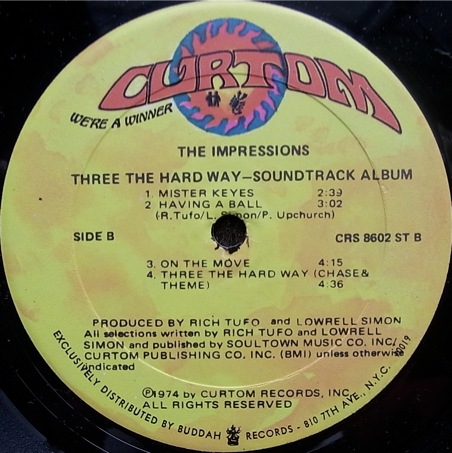 CURTOM
WE'RE A WINNER
THE IMPRESSIONS
THREE THE HARD WAY—SOUNDTRACK ALBUM
1. MISTER KEYES 2:39
2. HAVING A BALL 3:02
(R.Tufo/L. Simon/P. Upchurch)
SIDE B CRS 8602 ST B
3. ON THE MOVE 4:15
4. THREE THE HARD WAY (CHASE&
THEME) 4:36
PRODUCED BY RICH TUFO and LOWRELL SIMON
All selections written by RICH TUFO and LOWRELL
SIMON and published by SOULTOWN MUSIC CO. INC/
CURTOM PUBLISHING CO. INC. (BMI) unless otherwise
indicated
Ⓟ1974 by CURTOM RECORDS, INC.
ALL RIGHTS RESERVED
EXCLUSIVELY DISTRIBUTED BY BUDDAH RECORDS - 810 7TH AVE., N.Y.C. 10019